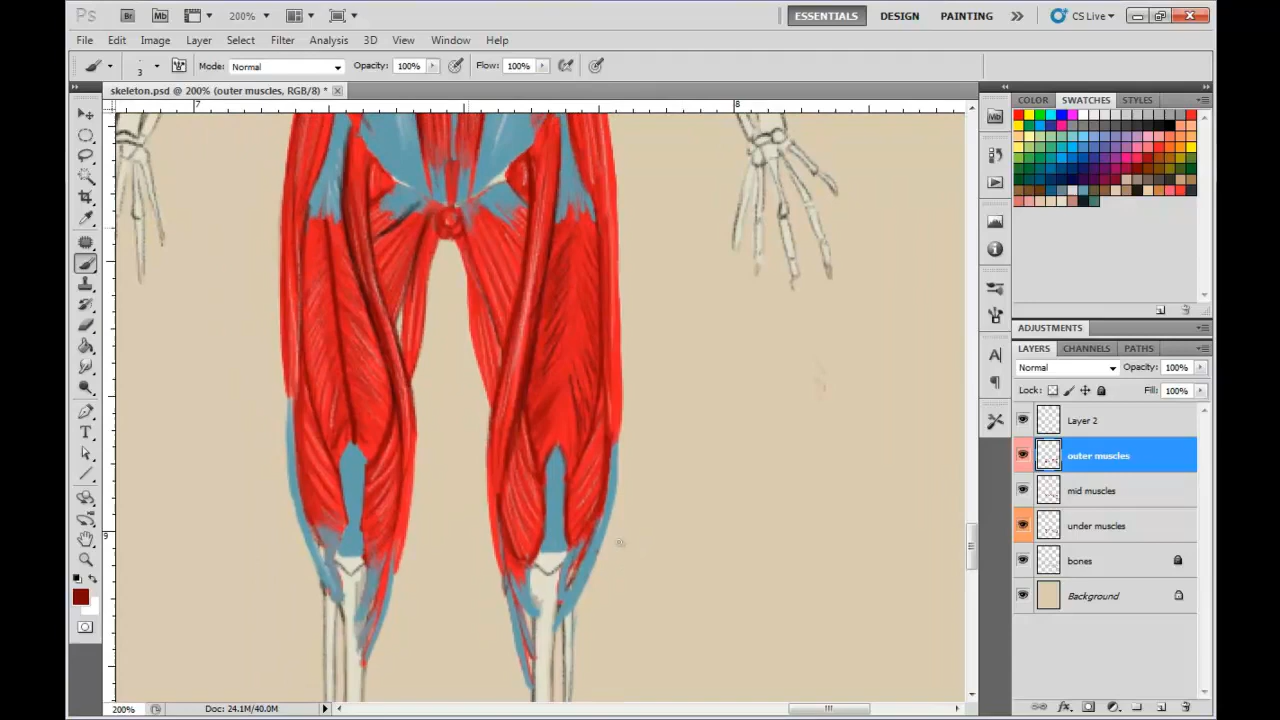 Ps Br Mb 200% ESSENTIALS DESIGN PAINTING CS Live
File Edit Image Layer Select Filter Analysis 3D View Window Help
3 Mode: Normal Opacity: 100% Flow: 100%
skeleton.psd @ 200% (outer muscles, RGB/8) *
7 8
COLOR SWATCHES STYLES
Mb
ADJUSTMENTS
LAYERS CHANNELS PATHS
Normal Opacity: 100%
Lock: Fill: 100%
Layer 2
outer muscles
mid muscles
under muscles
9
bones
Background
200% Doc: 24.1M/40.0M